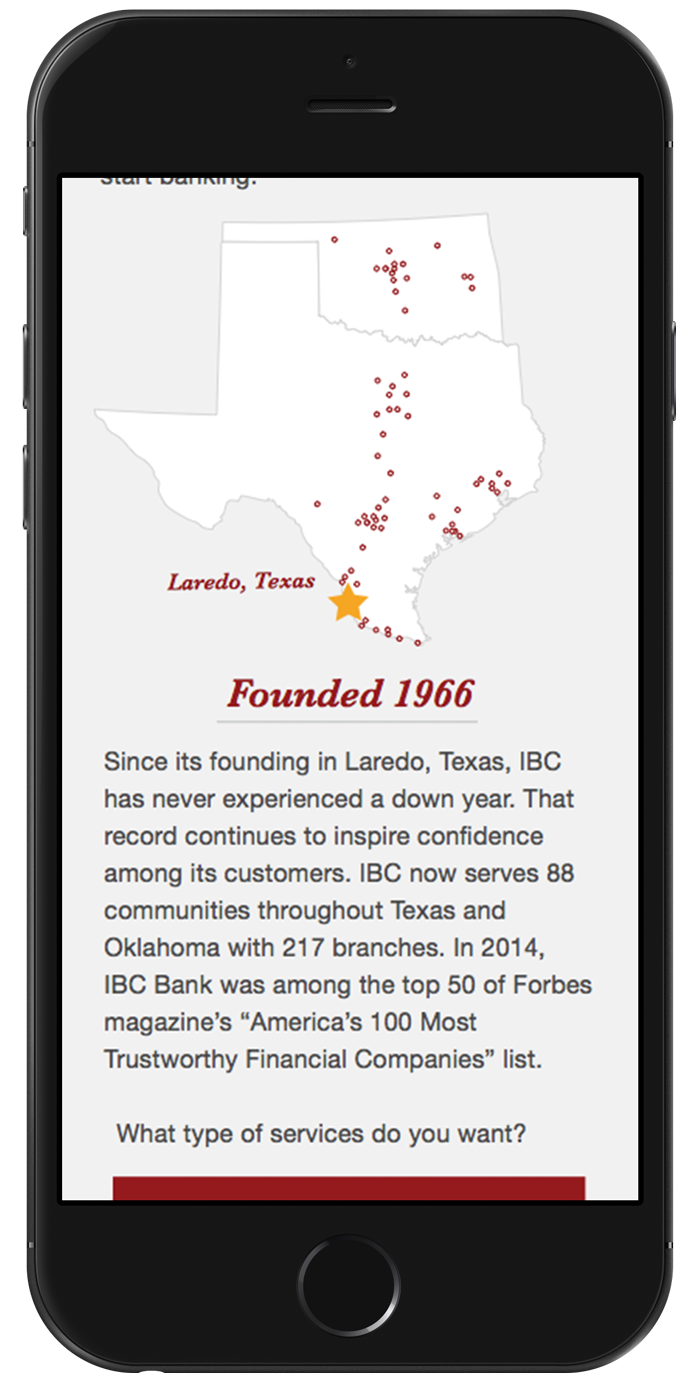 start banking.
Laredo, Texas
Founded 1966
Since its founding in Laredo, Texas, IBC
has never experienced a down year. That
record continues to inspire confidence
among its customers. IBC now serves 88
communities throughout Texas and
Oklahoma with 217 branches. In 2014,
IBC Bank was among the top 50 of Forbes
magazine’s “America’s 100 Most
Trustworthy Financial Companies” list.
What type of services do you want?